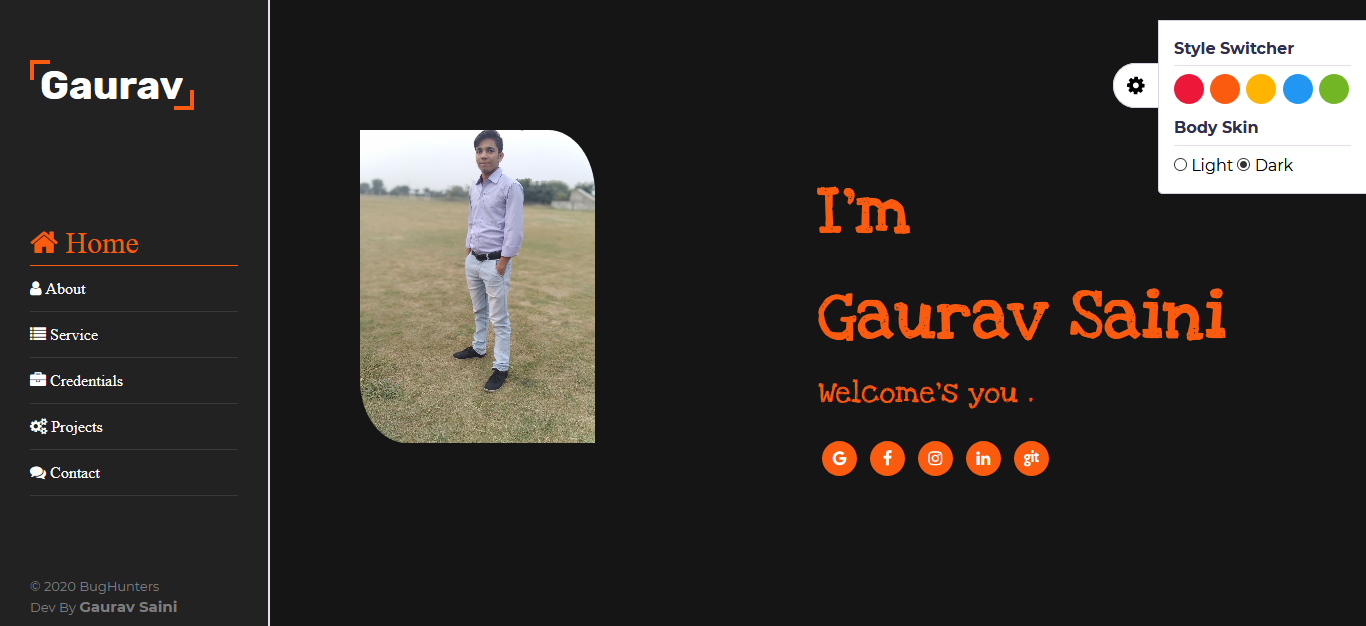 Gaurav
Home
About
Service
Credentials
Projects
Contact
© 2020 BugHunters
Dev By Gaurav Saini
I'm
Gaurav Saini
Welcome's you .
G f in git
Style Switcher
Body Skin
Light Dark